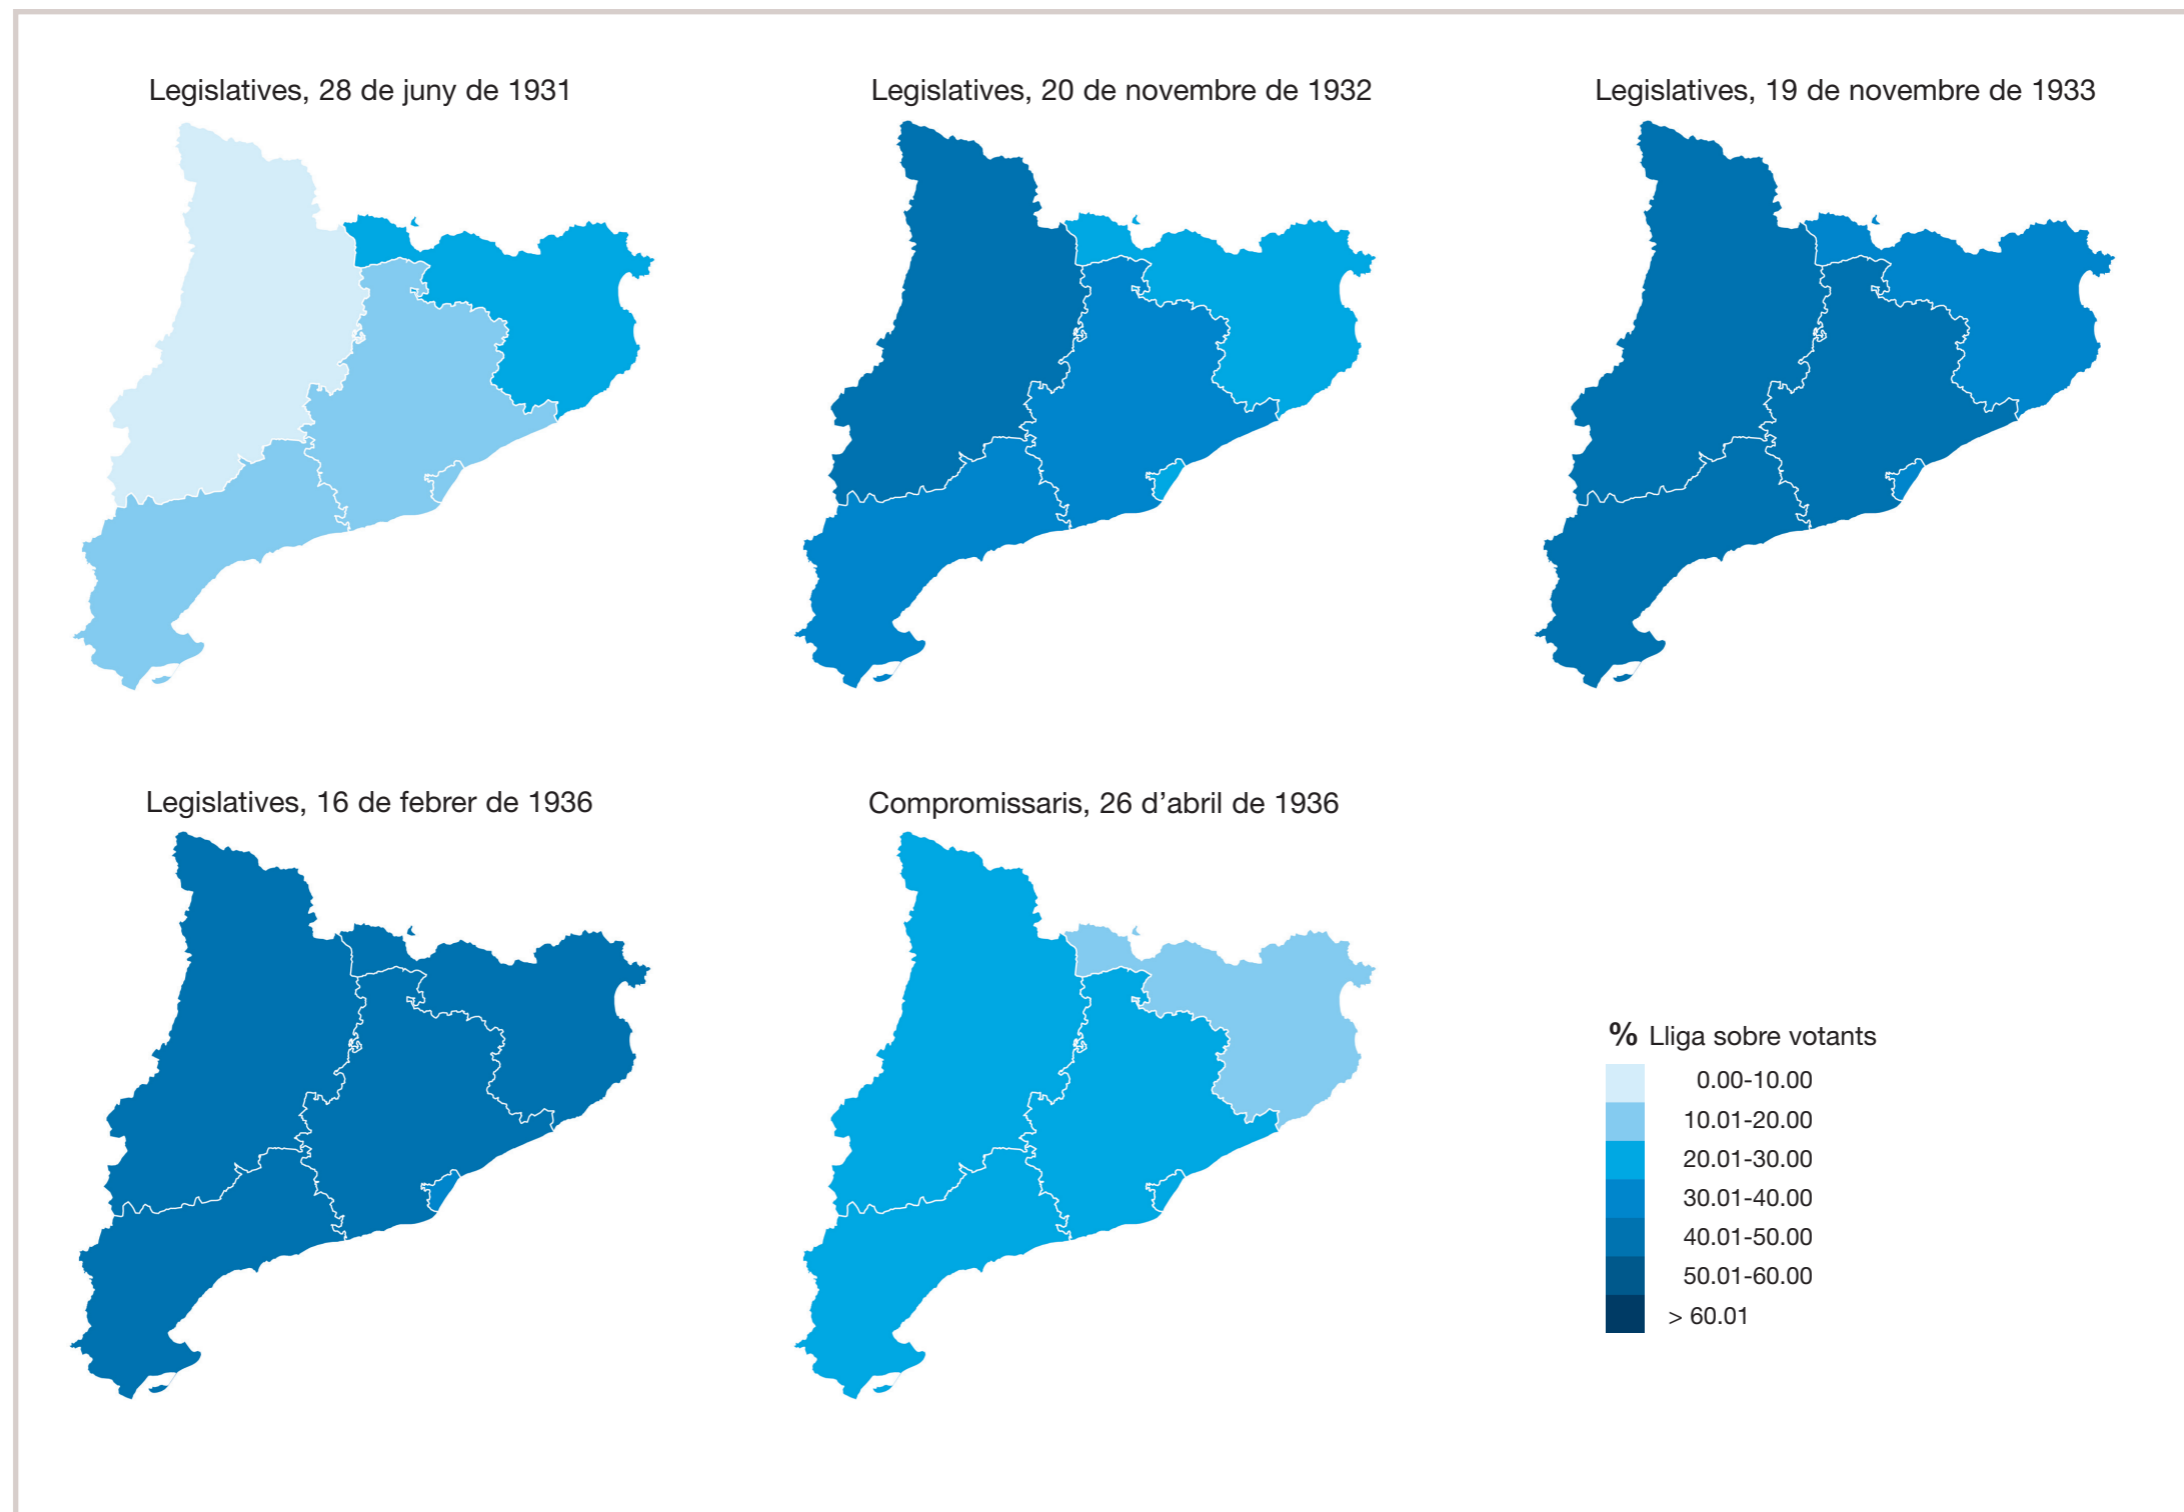 Legislatives, 28 de juny de 1931
Legislatives, 20 de novembre de 1932
Legislatives, 19 de novembre de 1933
Legislatives, 16 de febrer de 1936
Compromissaris, 26 d’abril de 1936
% Lliga sobre votants
0.00-10.00
10.01-20.00
20.01-30.00
30.01-40.00
40.01-50.00
50.01-60.00
> 60.01